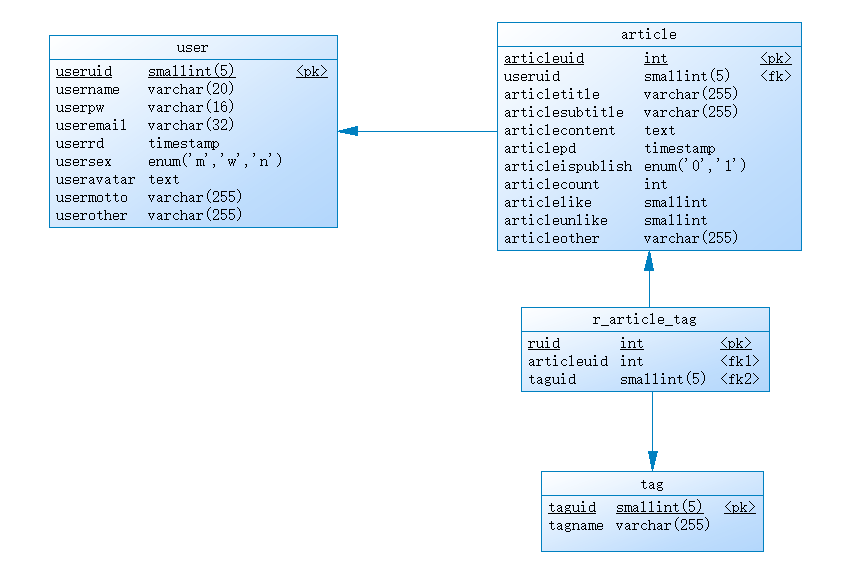 user
useruid smallint(5) <pk>
username varchar(20)
userpw varchar(16)
useremail varchar(32)
userrd timestamp
usersex enum('m','w','n')
useravatar text
usermotto varchar(255)
userother varchar(255)
article
articleuid int <pk>
useruid smallint(5) <fk>
articletitle varchar(255)
articlesubtitle varchar(255)
articlecontent text
articlepd timestamp
articleispublish enum('0','1')
articlecount int
articlelike smallint
articleunlike smallint
articleother varchar(255)
r_article_tag
ruid int <pk>
articleuid int <fk1>
taguid smallint(5) <fk2>
tag
taguid smallint(5) <pk>
tagname varchar(255)